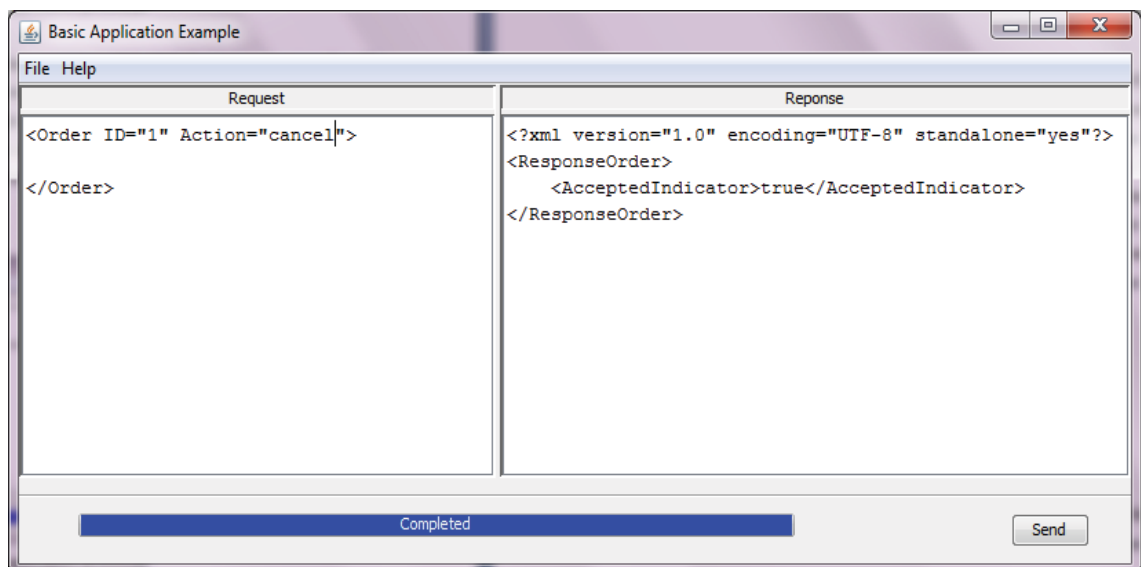 Basic Application Example
File Help
Request
<Order ID="1" Action="cancel">
</Order>
Reponse
<?xml version="1.0" encoding="UTF-8" standalone="yes"?>
<ResponseOrder>
    <AcceptedIndicator>true</AcceptedIndicator>
</ResponseOrder>
Completed
Send